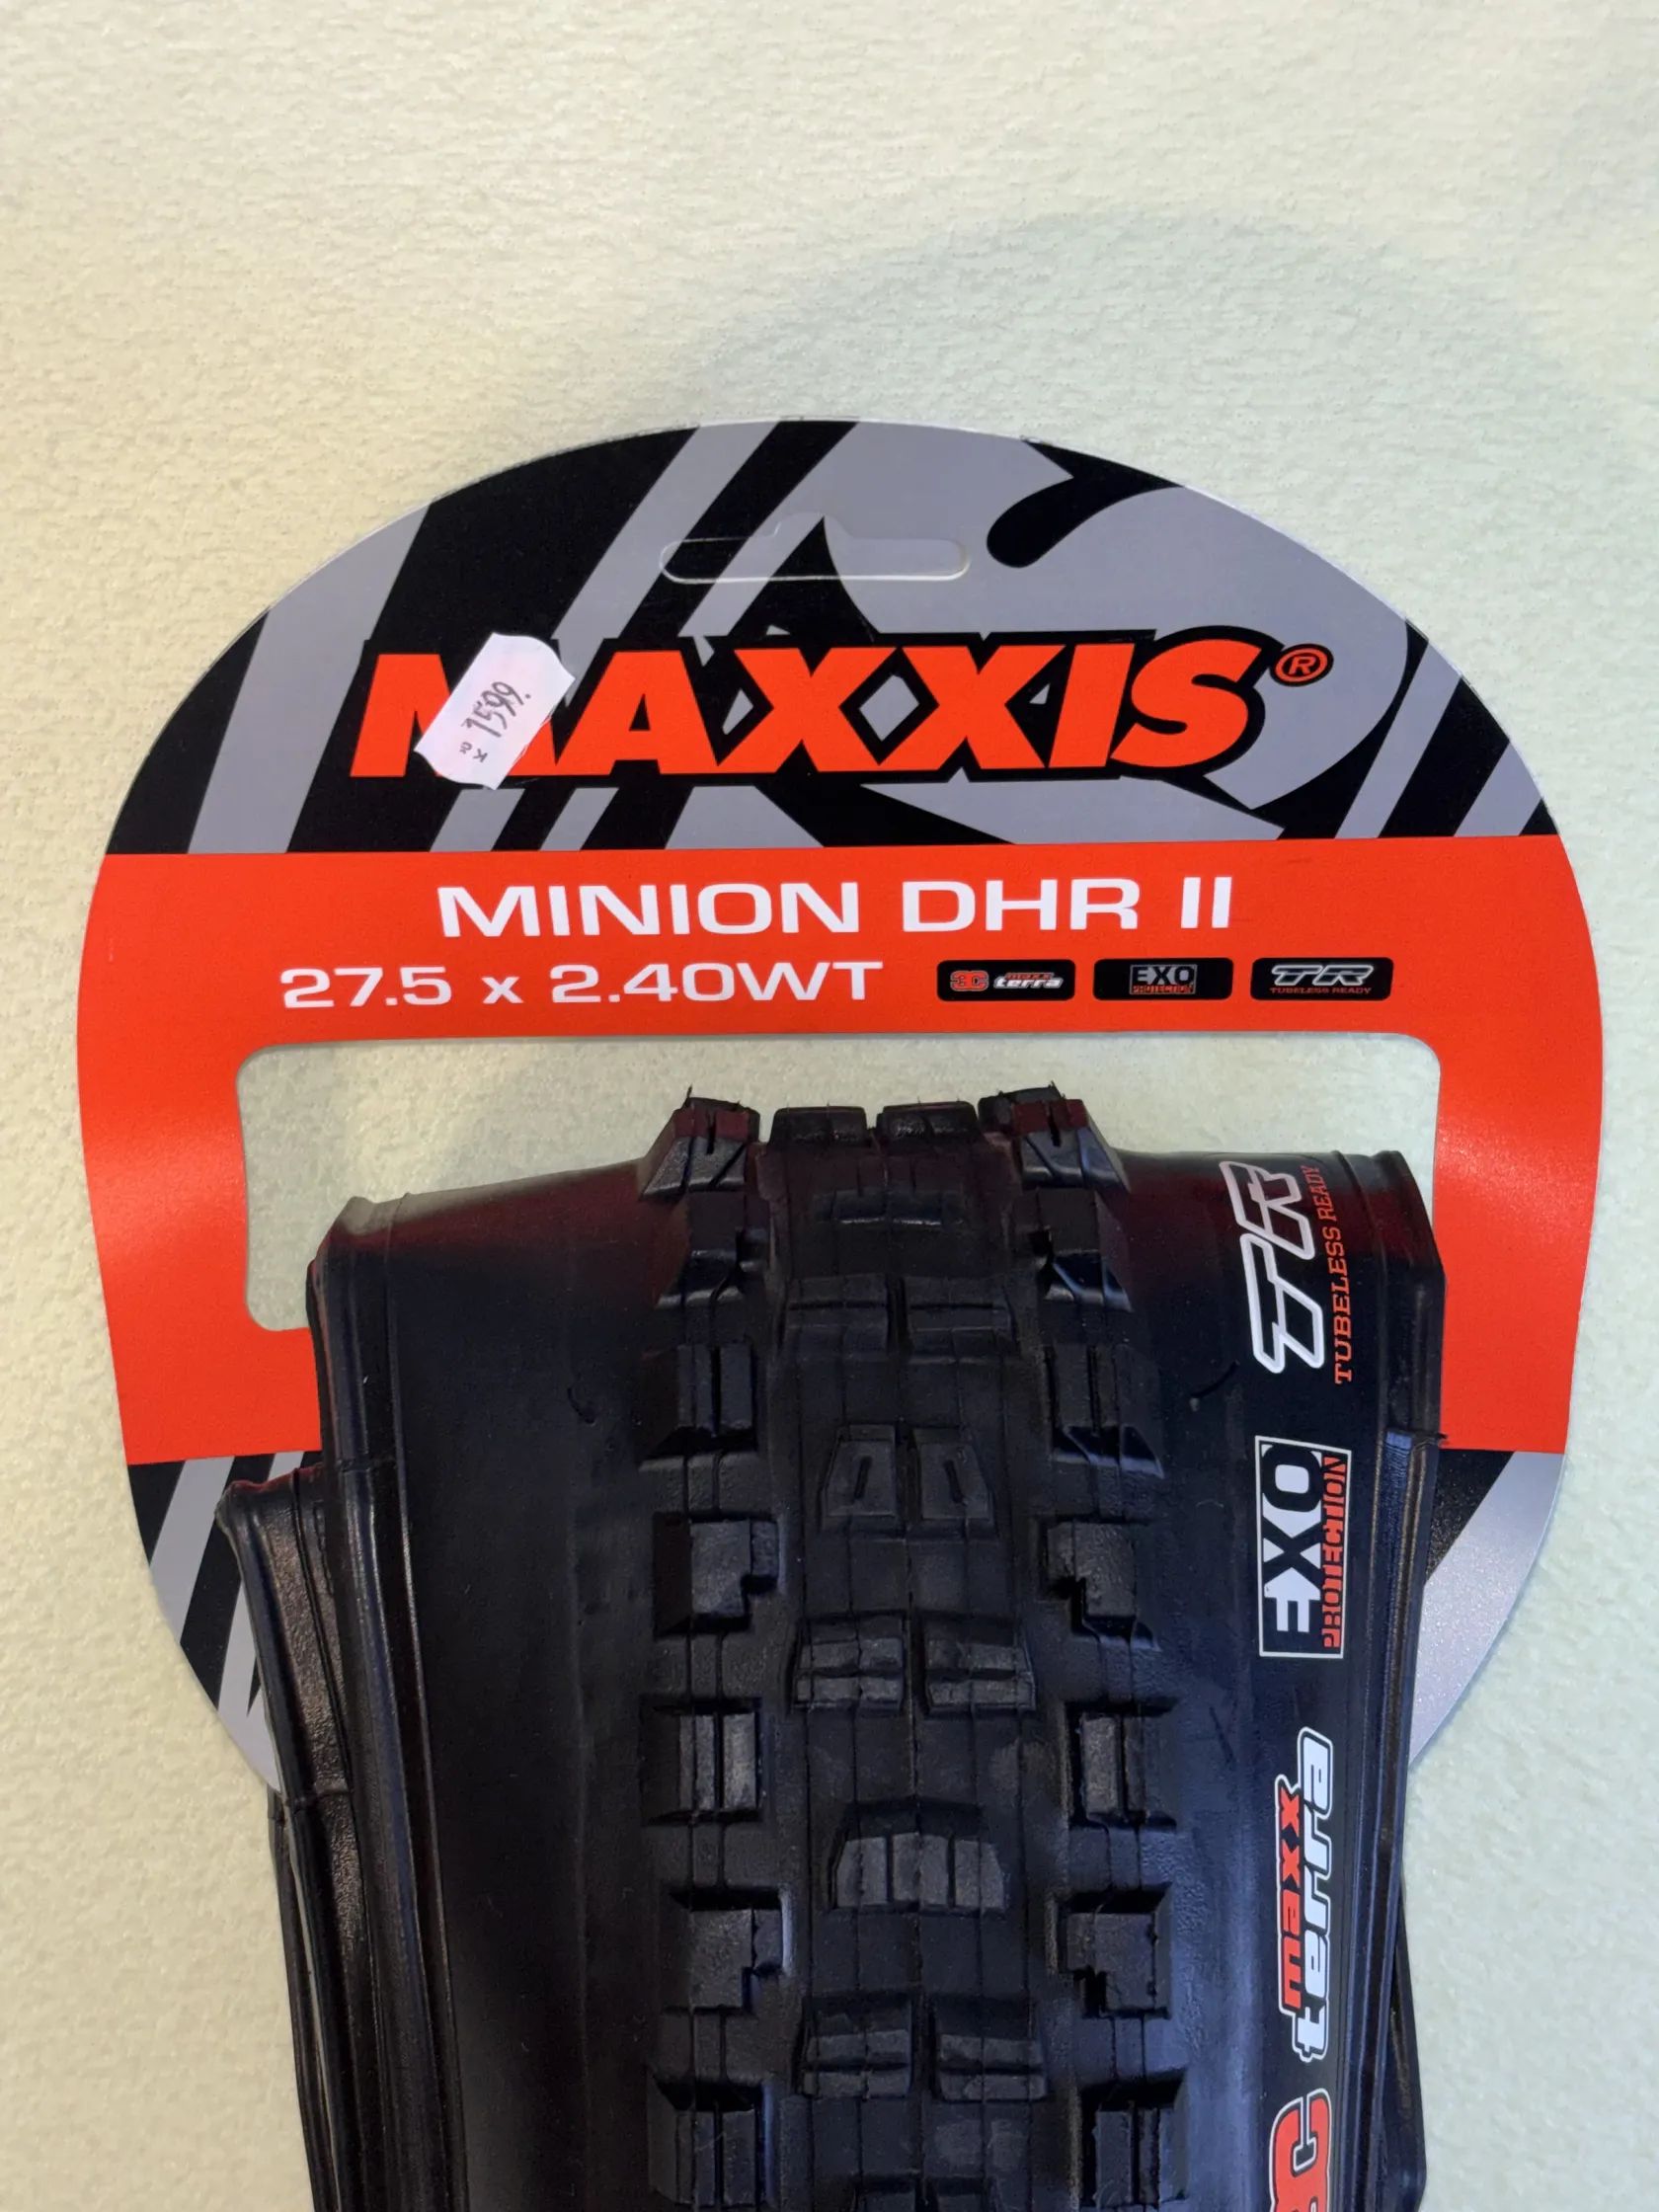 MAXXIS®
1599.
MINION DHR II
27.5 x 2.40WT
3C maxx terra
EXO PROTECTION
TR TUBELESS READY
TR
TUBELESS READY
EXO
PROTECTION
maxx
terra